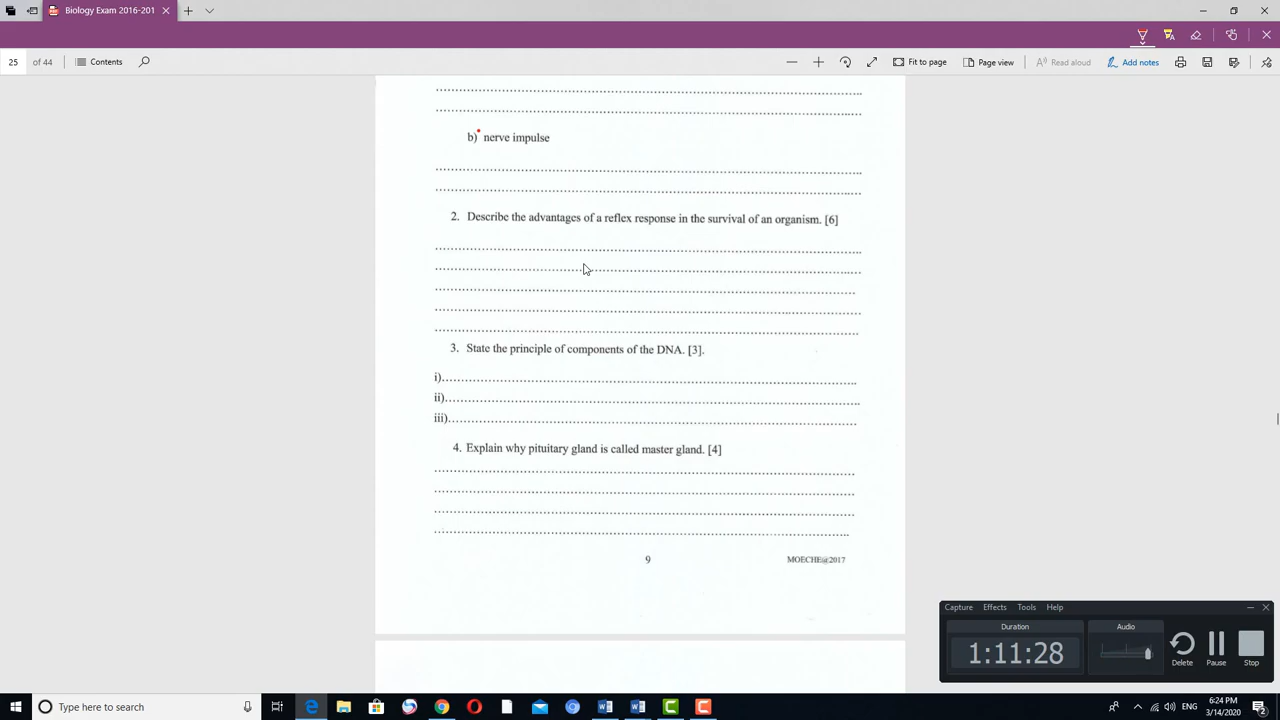 Biology Exam 2016-201
25 of 44 Contents Fit to page Page view Read aloud Add notes
b) nerve impulse
2. Describe the advantages of a reflex response in the survival of an organism. [6]
3. State the principle of components of the DNA. [3].
i)
ii)
iii)
4. Explain why pituitary gland is called master gland. [4]
9 MOECHE@2017
Capture Effects Tools Help
Duration Audio
1:11:28 Delete Pause Stop
Type here to search
ENG 6:24 PM
3/14/2020
2